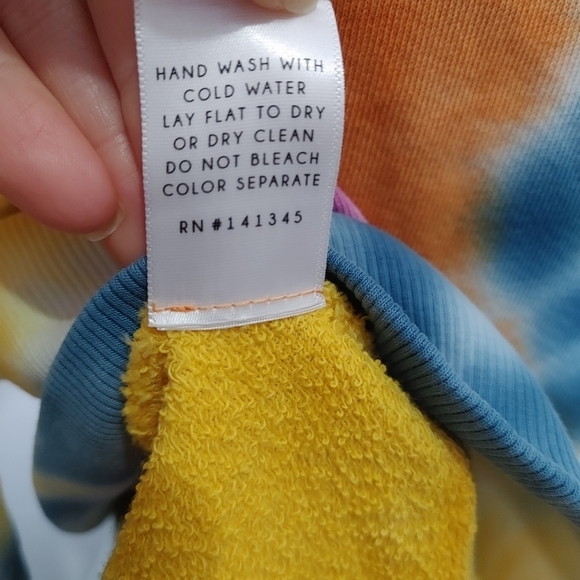 HAND WASH WITH
COLD WATER
LAY FLAT TO DRY
OR DRY CLEAN
DO NOT BLEACH
COLOR SEPARATE
RN #141345